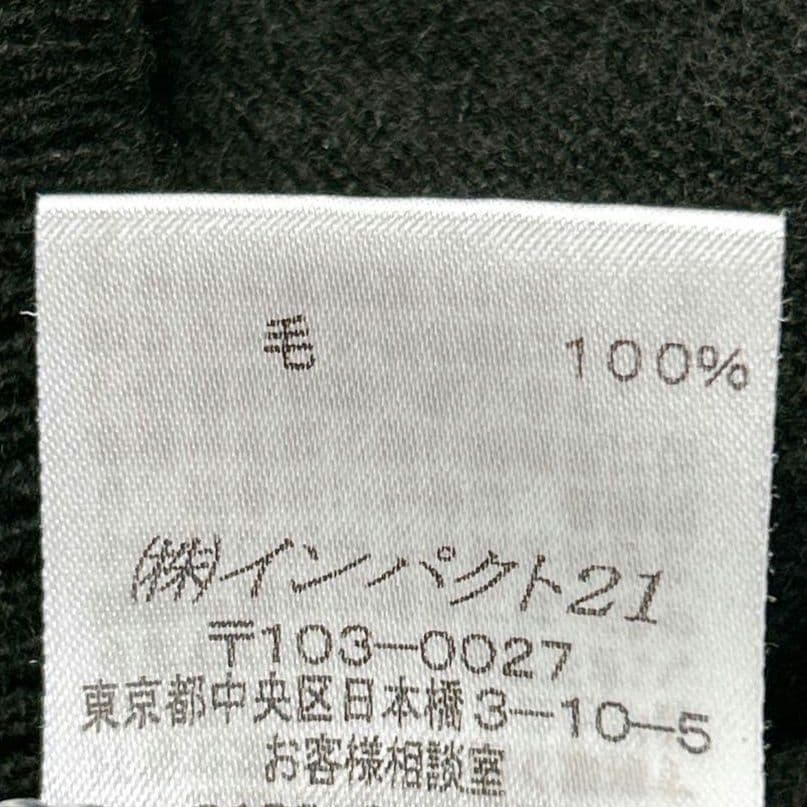 毛 100%
(株)インパクト21
〒103-0027
東京都中央区日本橋3-10-5
お客様相談室